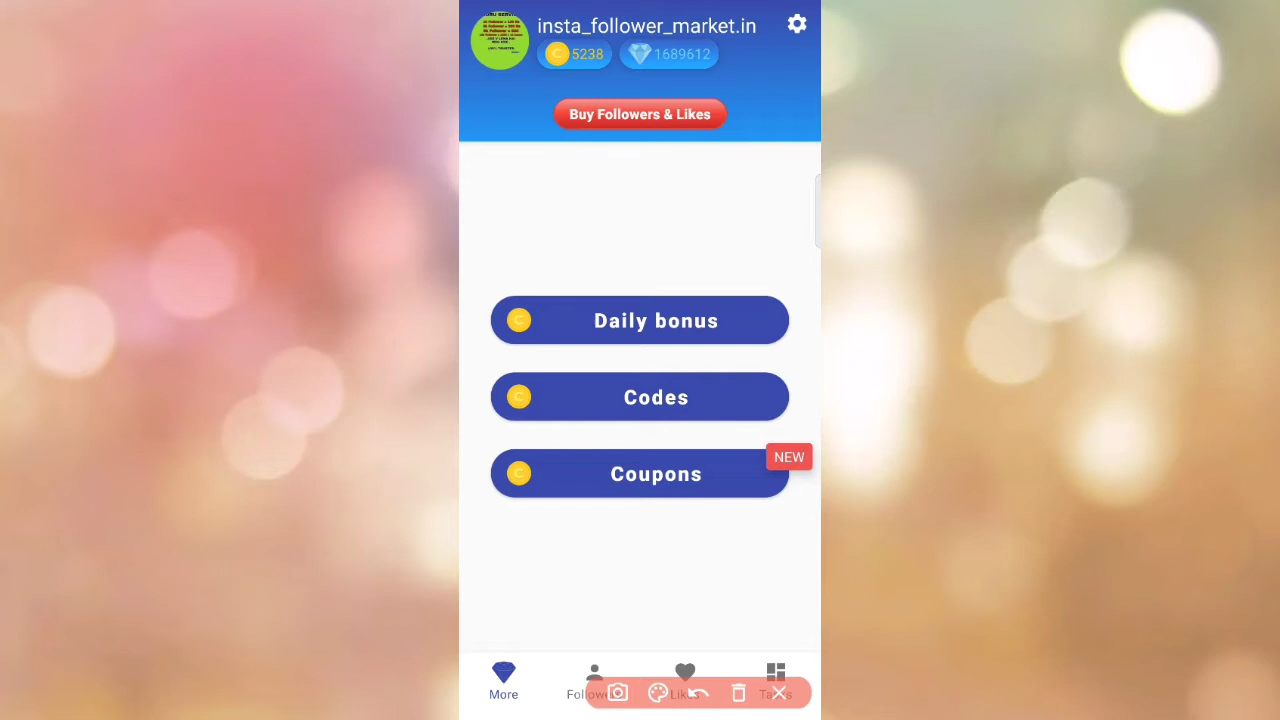 insta_follower_market.in
5238
1689612
Buy Followers & Likes
Daily bonus
Codes
NEW
Coupons
More